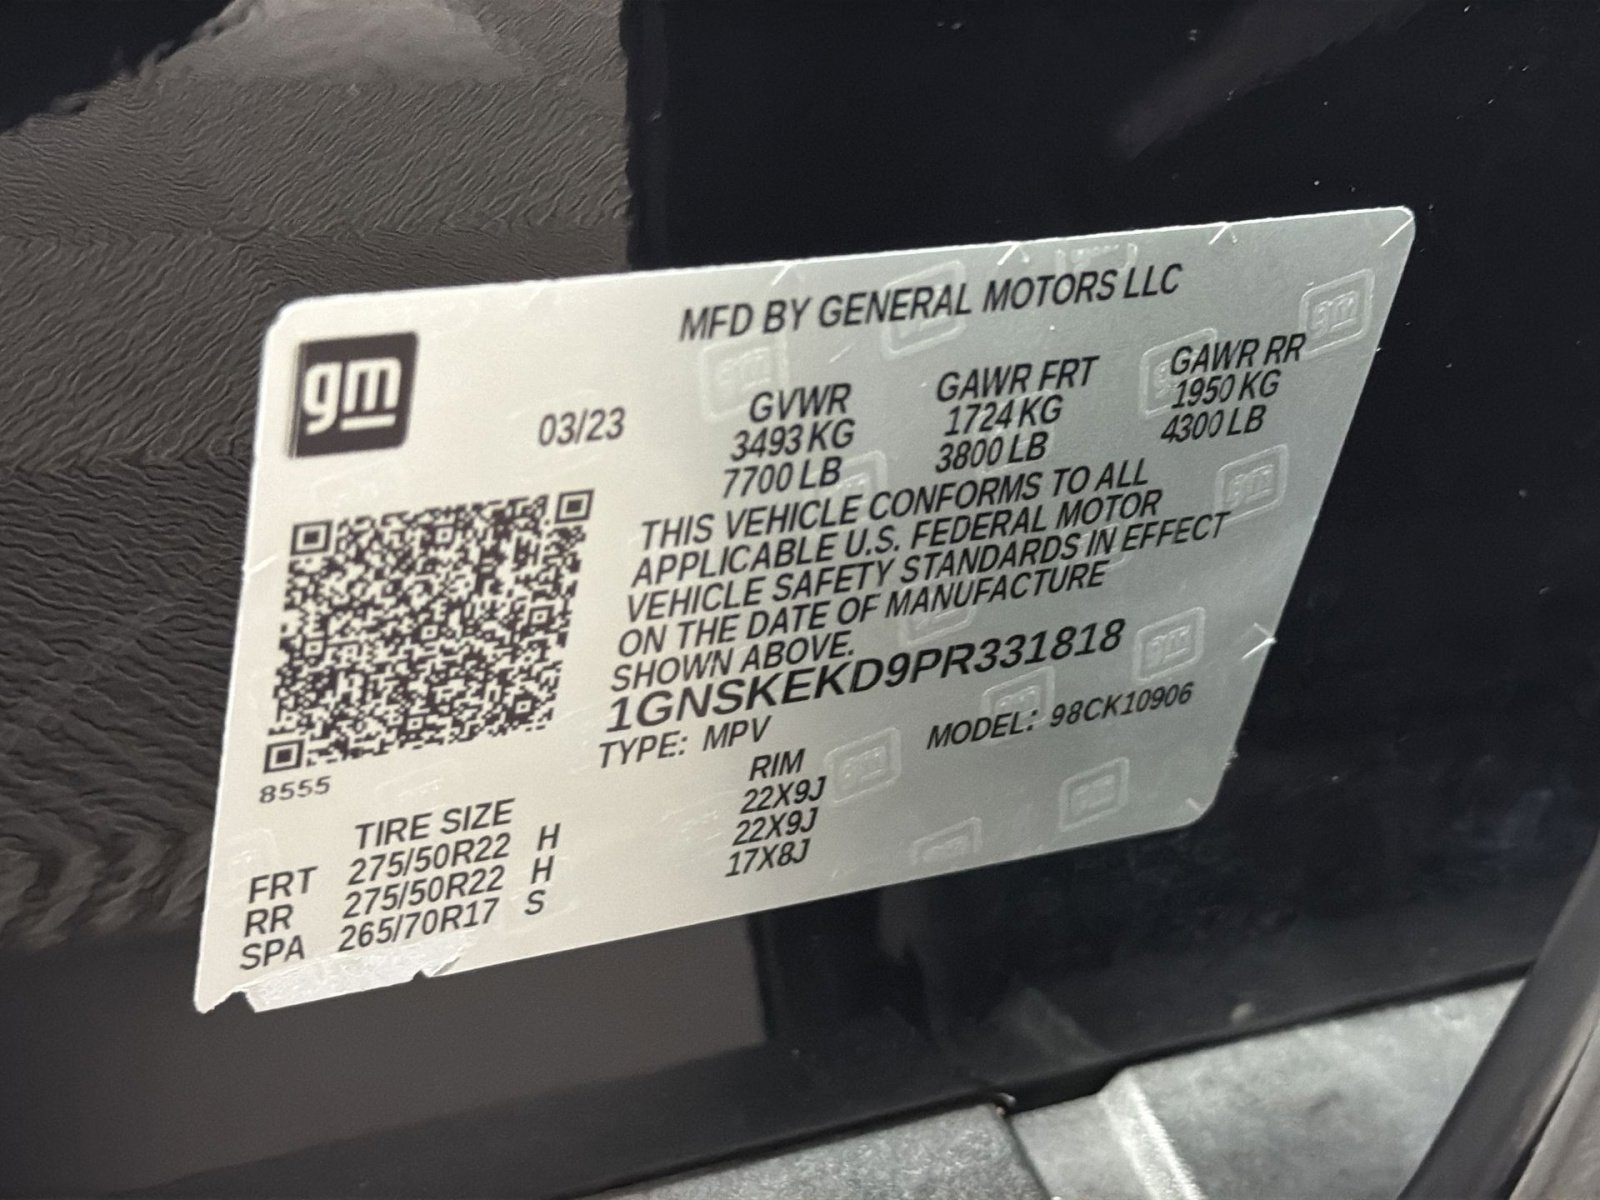 gm
MFD BY GENERAL MOTORS LLC
03/23
GVWR GAWR FRT GAWR RR
3493 KG 1724 KG 1950 KG
7700 LB 3800 LB 4300 LB
THIS VEHICLE CONFORMS TO ALL
APPLICABLE U.S. FEDERAL MOTOR
VEHICLE SAFETY STANDARDS IN EFFECT
ON THE DATE OF MANUFACTURE
SHOWN ABOVE.
1GNSKEKD9PR331818
TYPE: MPV MODEL: 98CK10906
8555
TIRE SIZE RIM
FRT 275/50R22 H 22X9J
RR 275/50R22 H 22X9J
SPA 265/70R17 S 17X8J